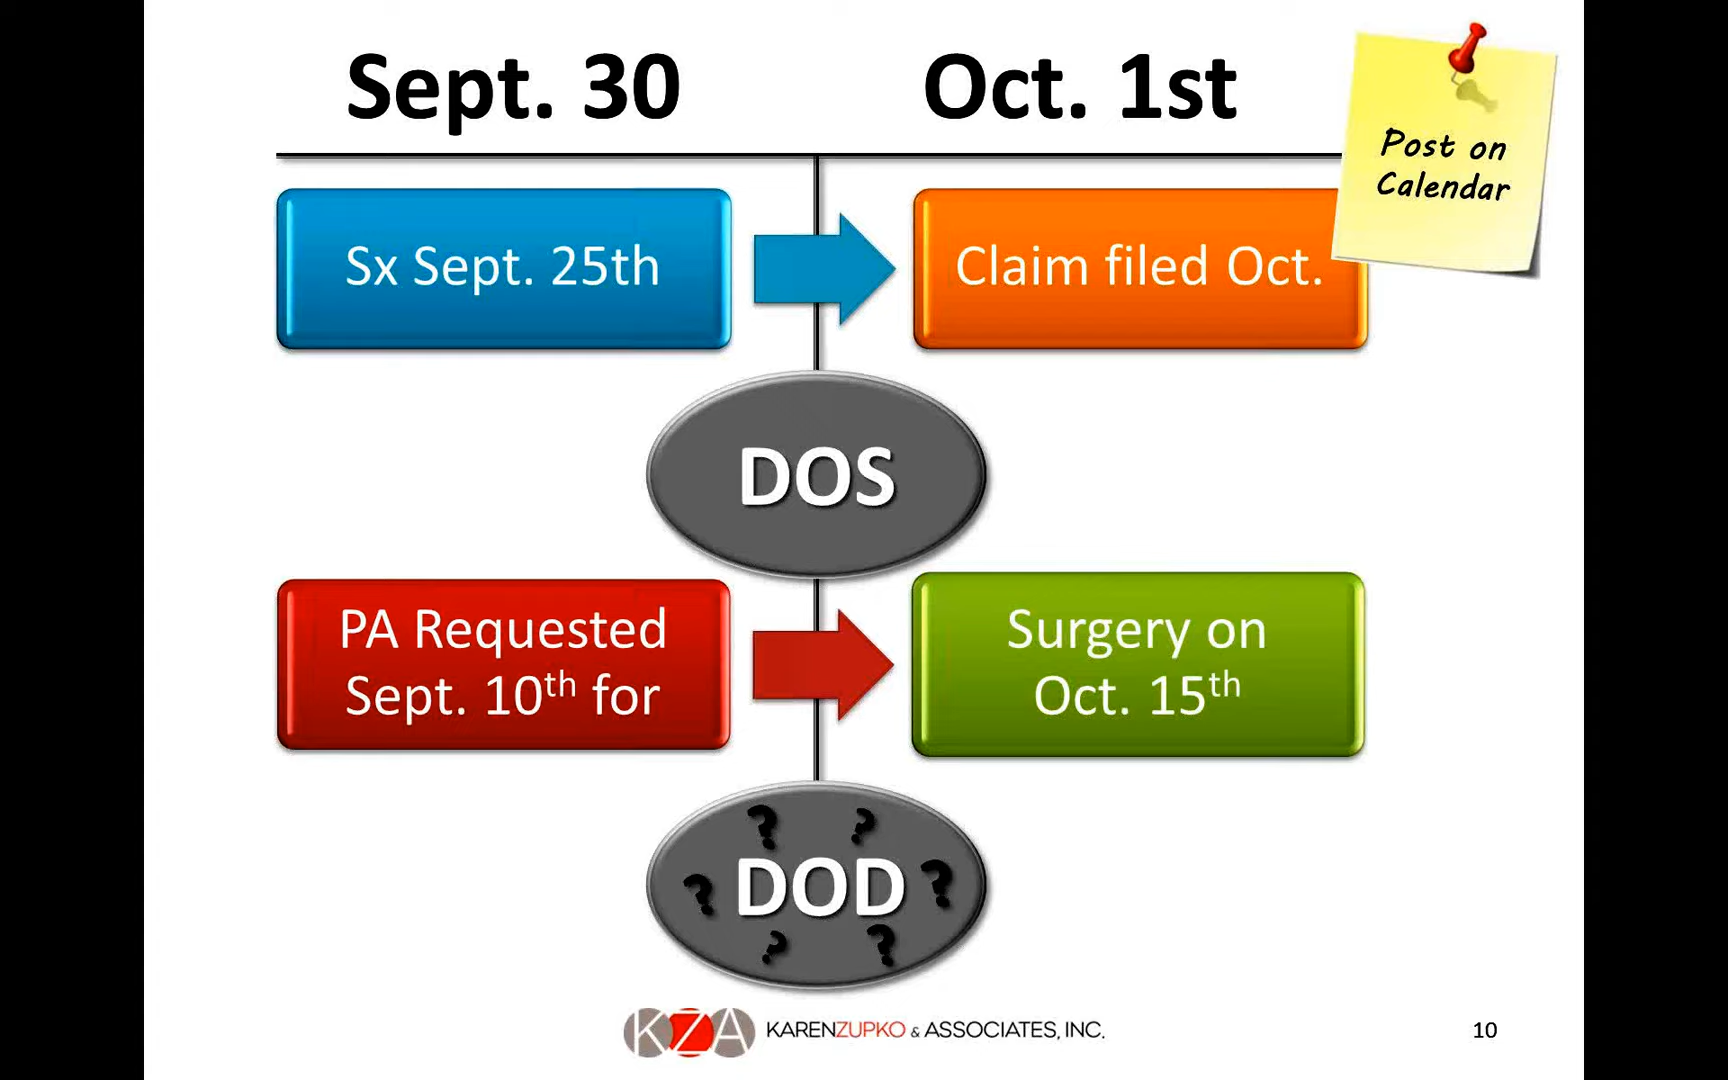 Sept. 30
Oct. 1st
Post on
Calendar
Sx Sept. 25th
Claim filed Oct.
DOS
PA Requested
Sept. 10th for
Surgery on
Oct. 15th
? ?
? DOD ?
? ?
KZA KARENZUPKO & ASSOCIATES, INC.
10